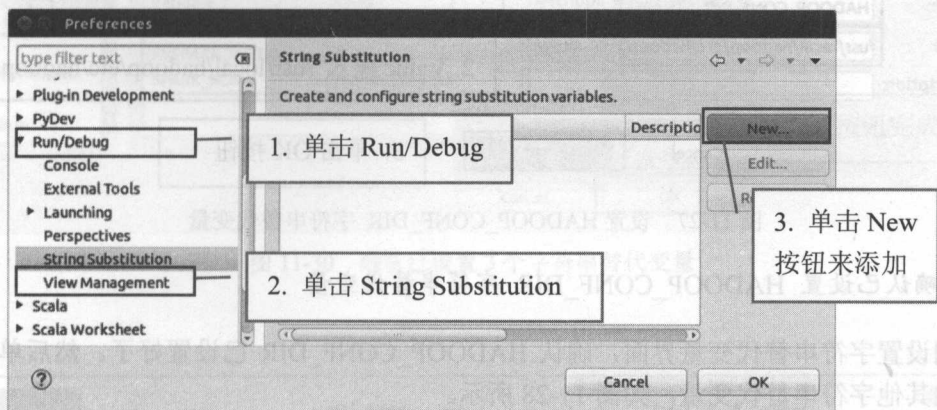 Preferences
type filter text
String Substitution
Plug-in Development
PyDev
Run/Debug
Console
External Tools
Launching
Perspectives
String Substitution
View Management
Scala
Scala Worksheet
Create and configure string substitution variables.
Descriptio
New...
Edit...
R
1. 单击 Run/Debug
2. 单击 String Substitution
3. 单击 New
按钮来添加
Cancel
OK